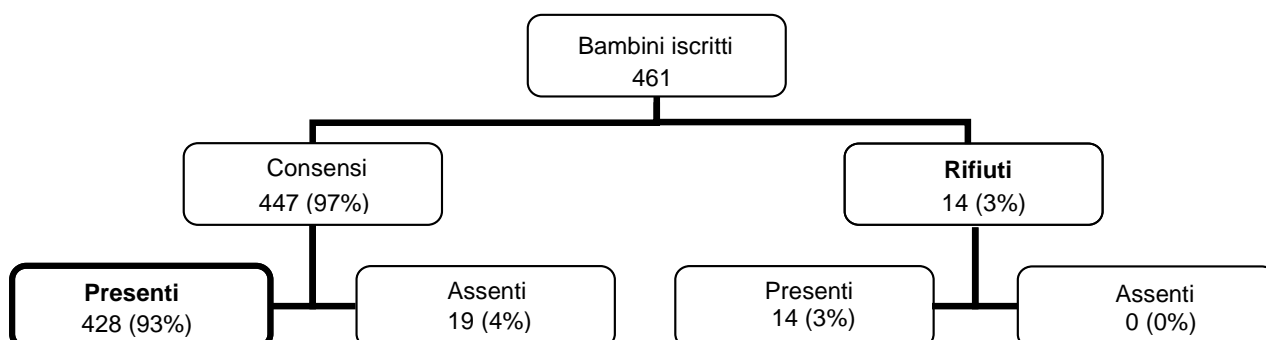 Bambini iscritti
461
Consensi
447 (97%)
Rifiuti
14 (3%)
Presenti
428 (93%)
Assenti
19 (4%)
Presenti
14 (3%)
Assenti
0 (0%)